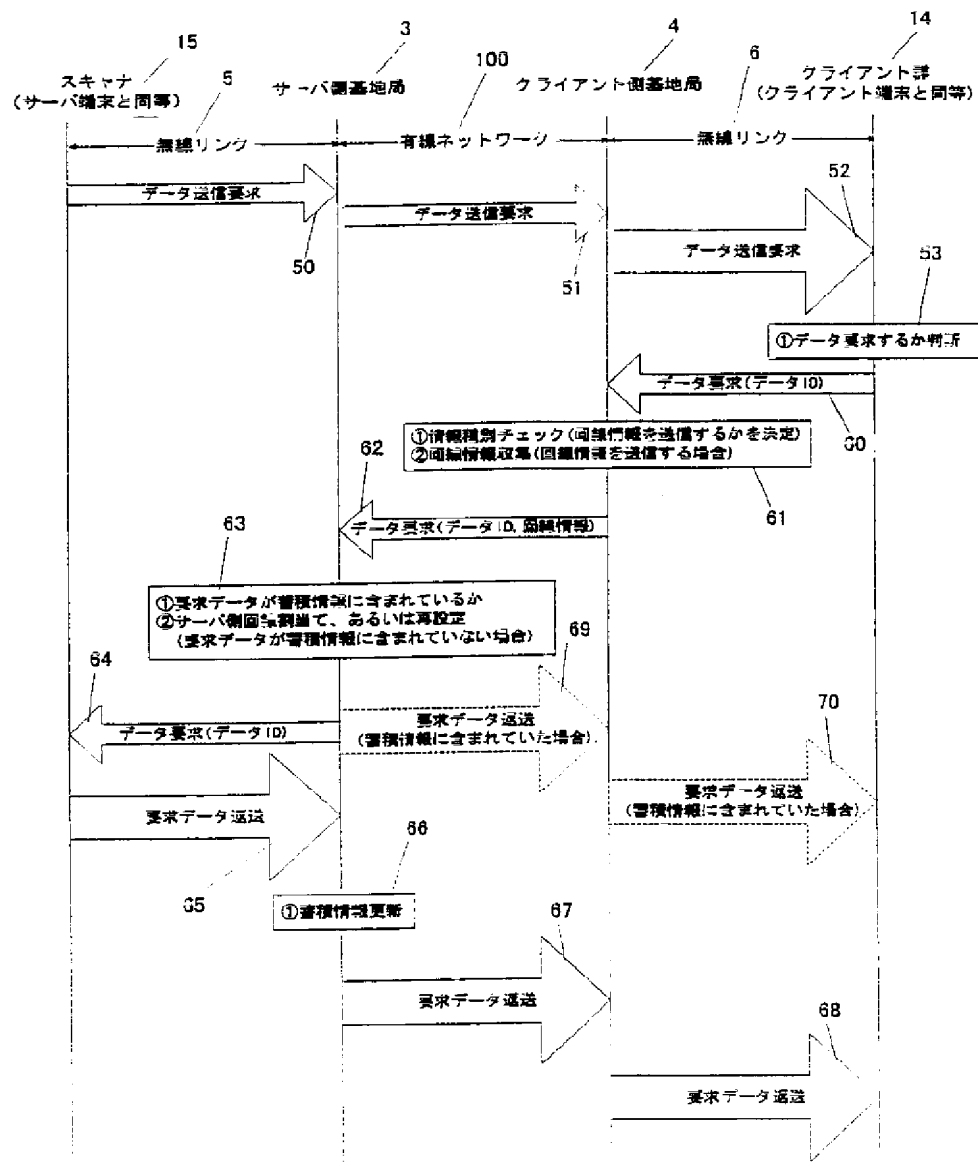 15
3
4
14
スキャナ
(サーバ端末と同等)
5
サーバ側基地局
100
クライアント側基地局
6
クライアント群
(クライアント端末と同等)
無線リンク
有線ネットワーク
無線リンク
データ送信要求
50
データ送信要求
51
データ送信要求
52
53
①データ要求するか判断
データ要求(データID)
60
①情報種別チェック(回線情報を送信するかを決定)
②回線情報収集(回線情報を送信する場合)
61
62
データ要求(データID, 回線情報)
63
①要求データが蓄積情報に含まれているか
②サーバ側回線割当て、あるいは再設定
(要求データが蓄積情報に含まれていない場合)
64
データ要求(データID)
69
要求データ返送
(蓄積情報に含まれていた場合)
70
要求データ返送
(蓄積情報に含まれていた場合)
要求データ返送
65
66
①蓄積情報更新
67
要求データ返送
68
要求データ返送